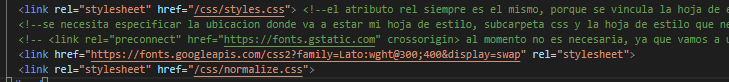 <link rel="stylesheet" href="/css/styles.css"> <!--el atributo rel siempre es el mismo, porque se vincula la hoja de e
<!--se necesita especificar la ubicacion donde va a estar mi hoja de estilo, subcarpeta css y la hoja de estilo que ne
<!-- <link rel="preconnect" href="https://fonts.gstatic.com" crossorigin> al momento no es necesaria, ya que vamos a u
<link href="https://fonts.googleapis.com/css2?family=Lato:wght@300;400&display=swap" rel="stylesheet">
<link rel="stylesheet" href="/css/normalize.css">